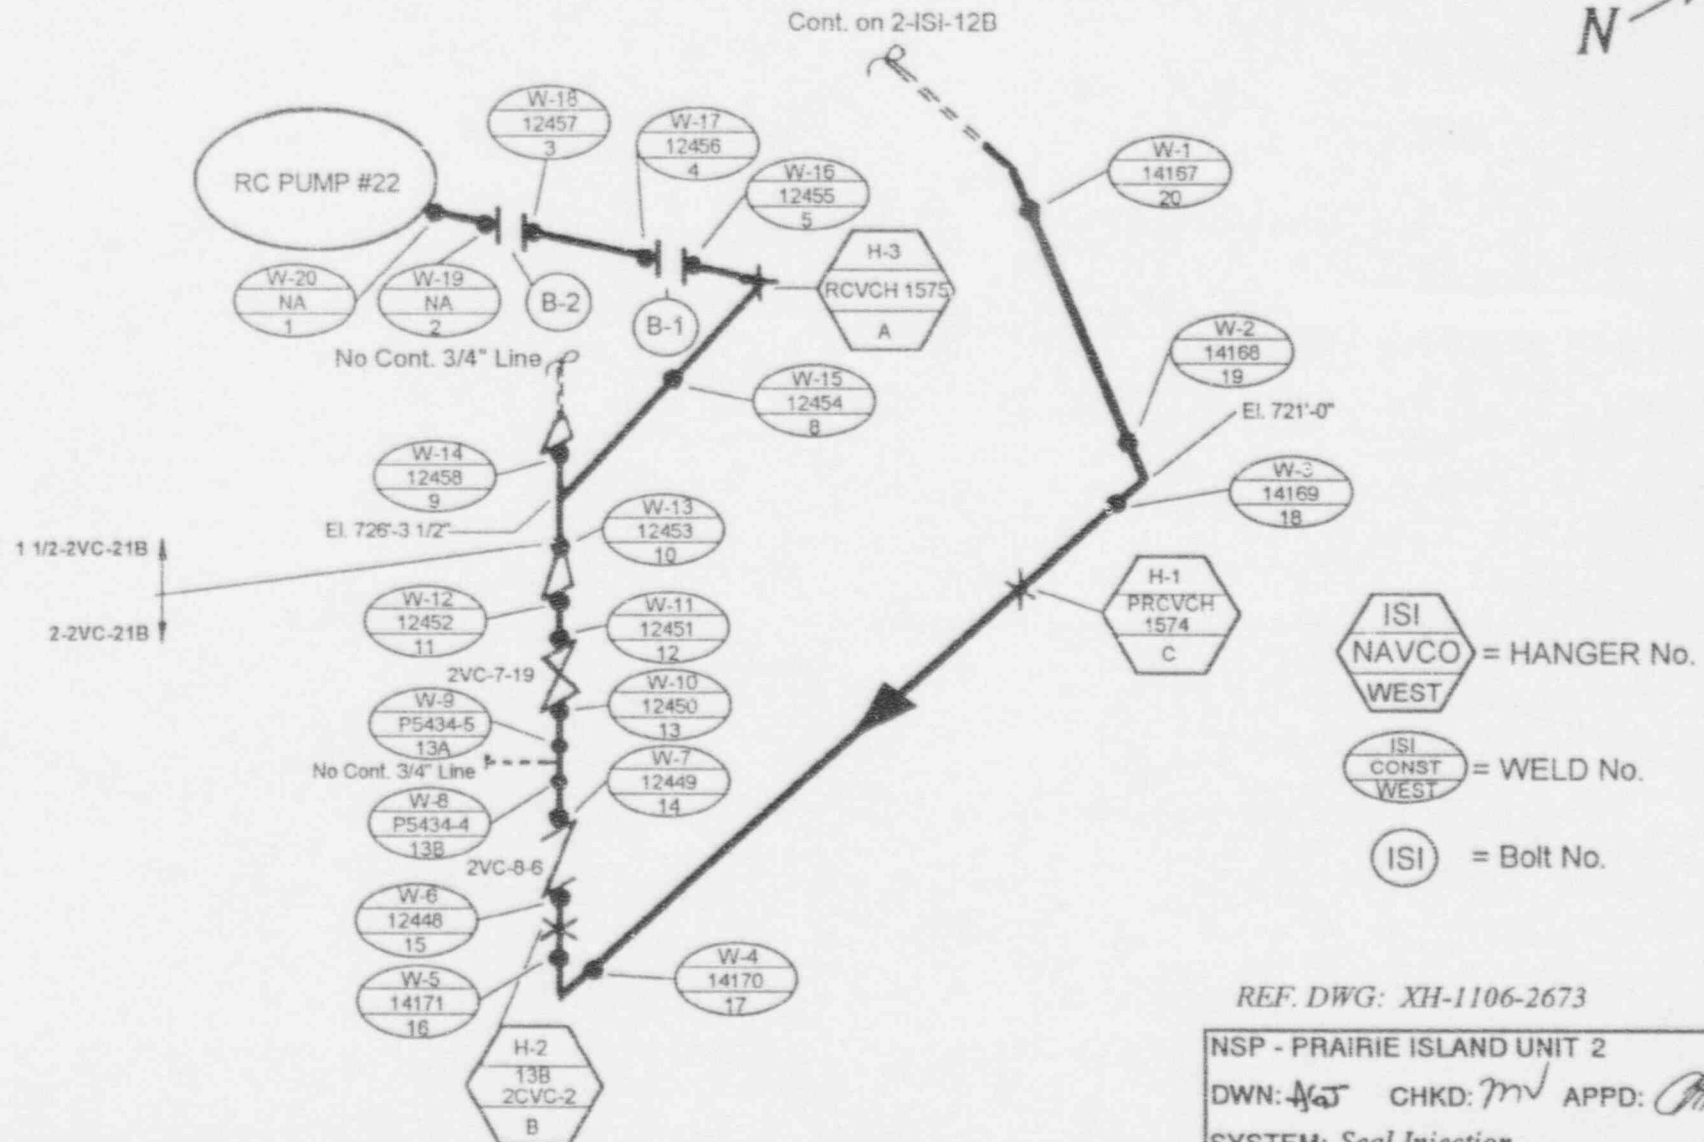 Cont. on 2-ISI-12B
N
W-18
12457
3
W-17
12456
4
W-16
12455
5
W-1
14167
20
RC PUMP #22
W-20
NA
1
W-19
NA
2
B-2
B-1
H-3
RCVCH 1575
A
No Cont. 3/4" Line
W-15
12454
8
W-2
14168
19
El. 721'-0"
W-14
12458
9
W-3
14169
18
El. 726'-3 1/2"
W-13
12453
10
1 1/2-2VC-21B
2-2VC-21B
W-12
12452
11
W-11
12451
12
H-1
PRCVCH
1574
C
2VC-7-19
W-10
12450
13
W-9
P5434-5
13A
No Cont. 3/4" Line
W-7
12449
14
W-8
P5434-4
13B
2VC-8-6
W-6
12448
15
W-5
14171
16
W-4
14170
17
H-2
13B
2CVC-2
B
ISI
NAVCO
WEST
= HANGER No.
ISI
CONST
WEST
= WELD No.
ISI
= Bolt No.
REF. DWG: XH-1106-2673
NSP - PRAIRIE ISLAND UNIT 2
DWN: CHKD: APPD:
SYSTEM: Seal Injection